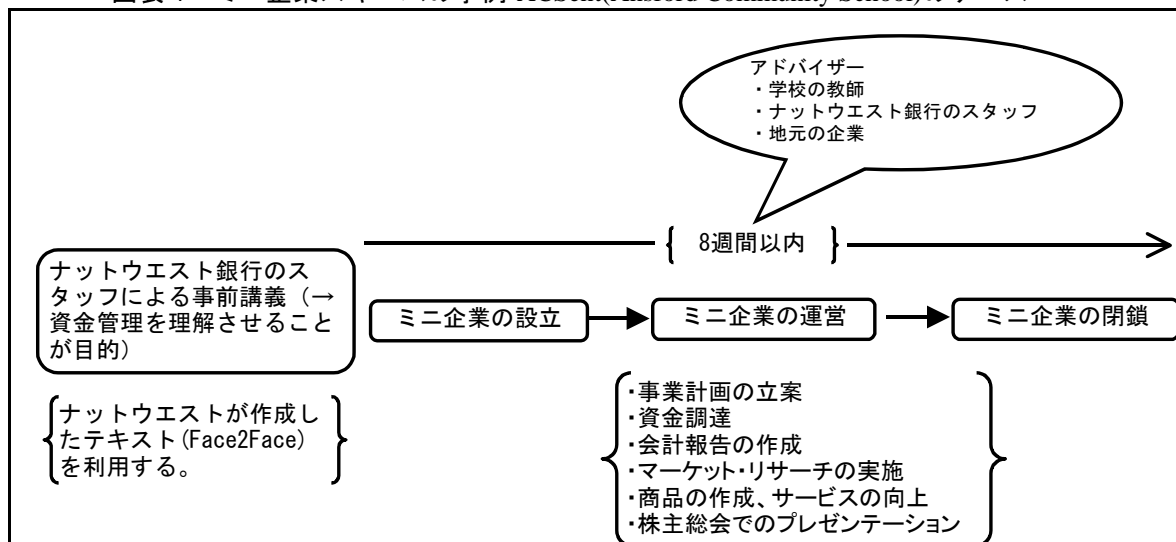 アドバイザー
・学校の教師
・ナットウエスト銀行のスタッフ
・地元の企業
8週間以内
ナットウエスト銀行のス
タッフによる事前講義（→
資金管理を理解させること
が目的）
ミニ企業の設立
ミニ企業の運営
ミニ企業の閉鎖
ナットウエストが作成し
たテキスト(Face2Face)
を利用する。
・事業計画の立案
・資金調達
・会計報告の作成
・マーケット・リサーチの実施
・商品の作成、サービスの向上
・株主総会でのプレゼンテーション